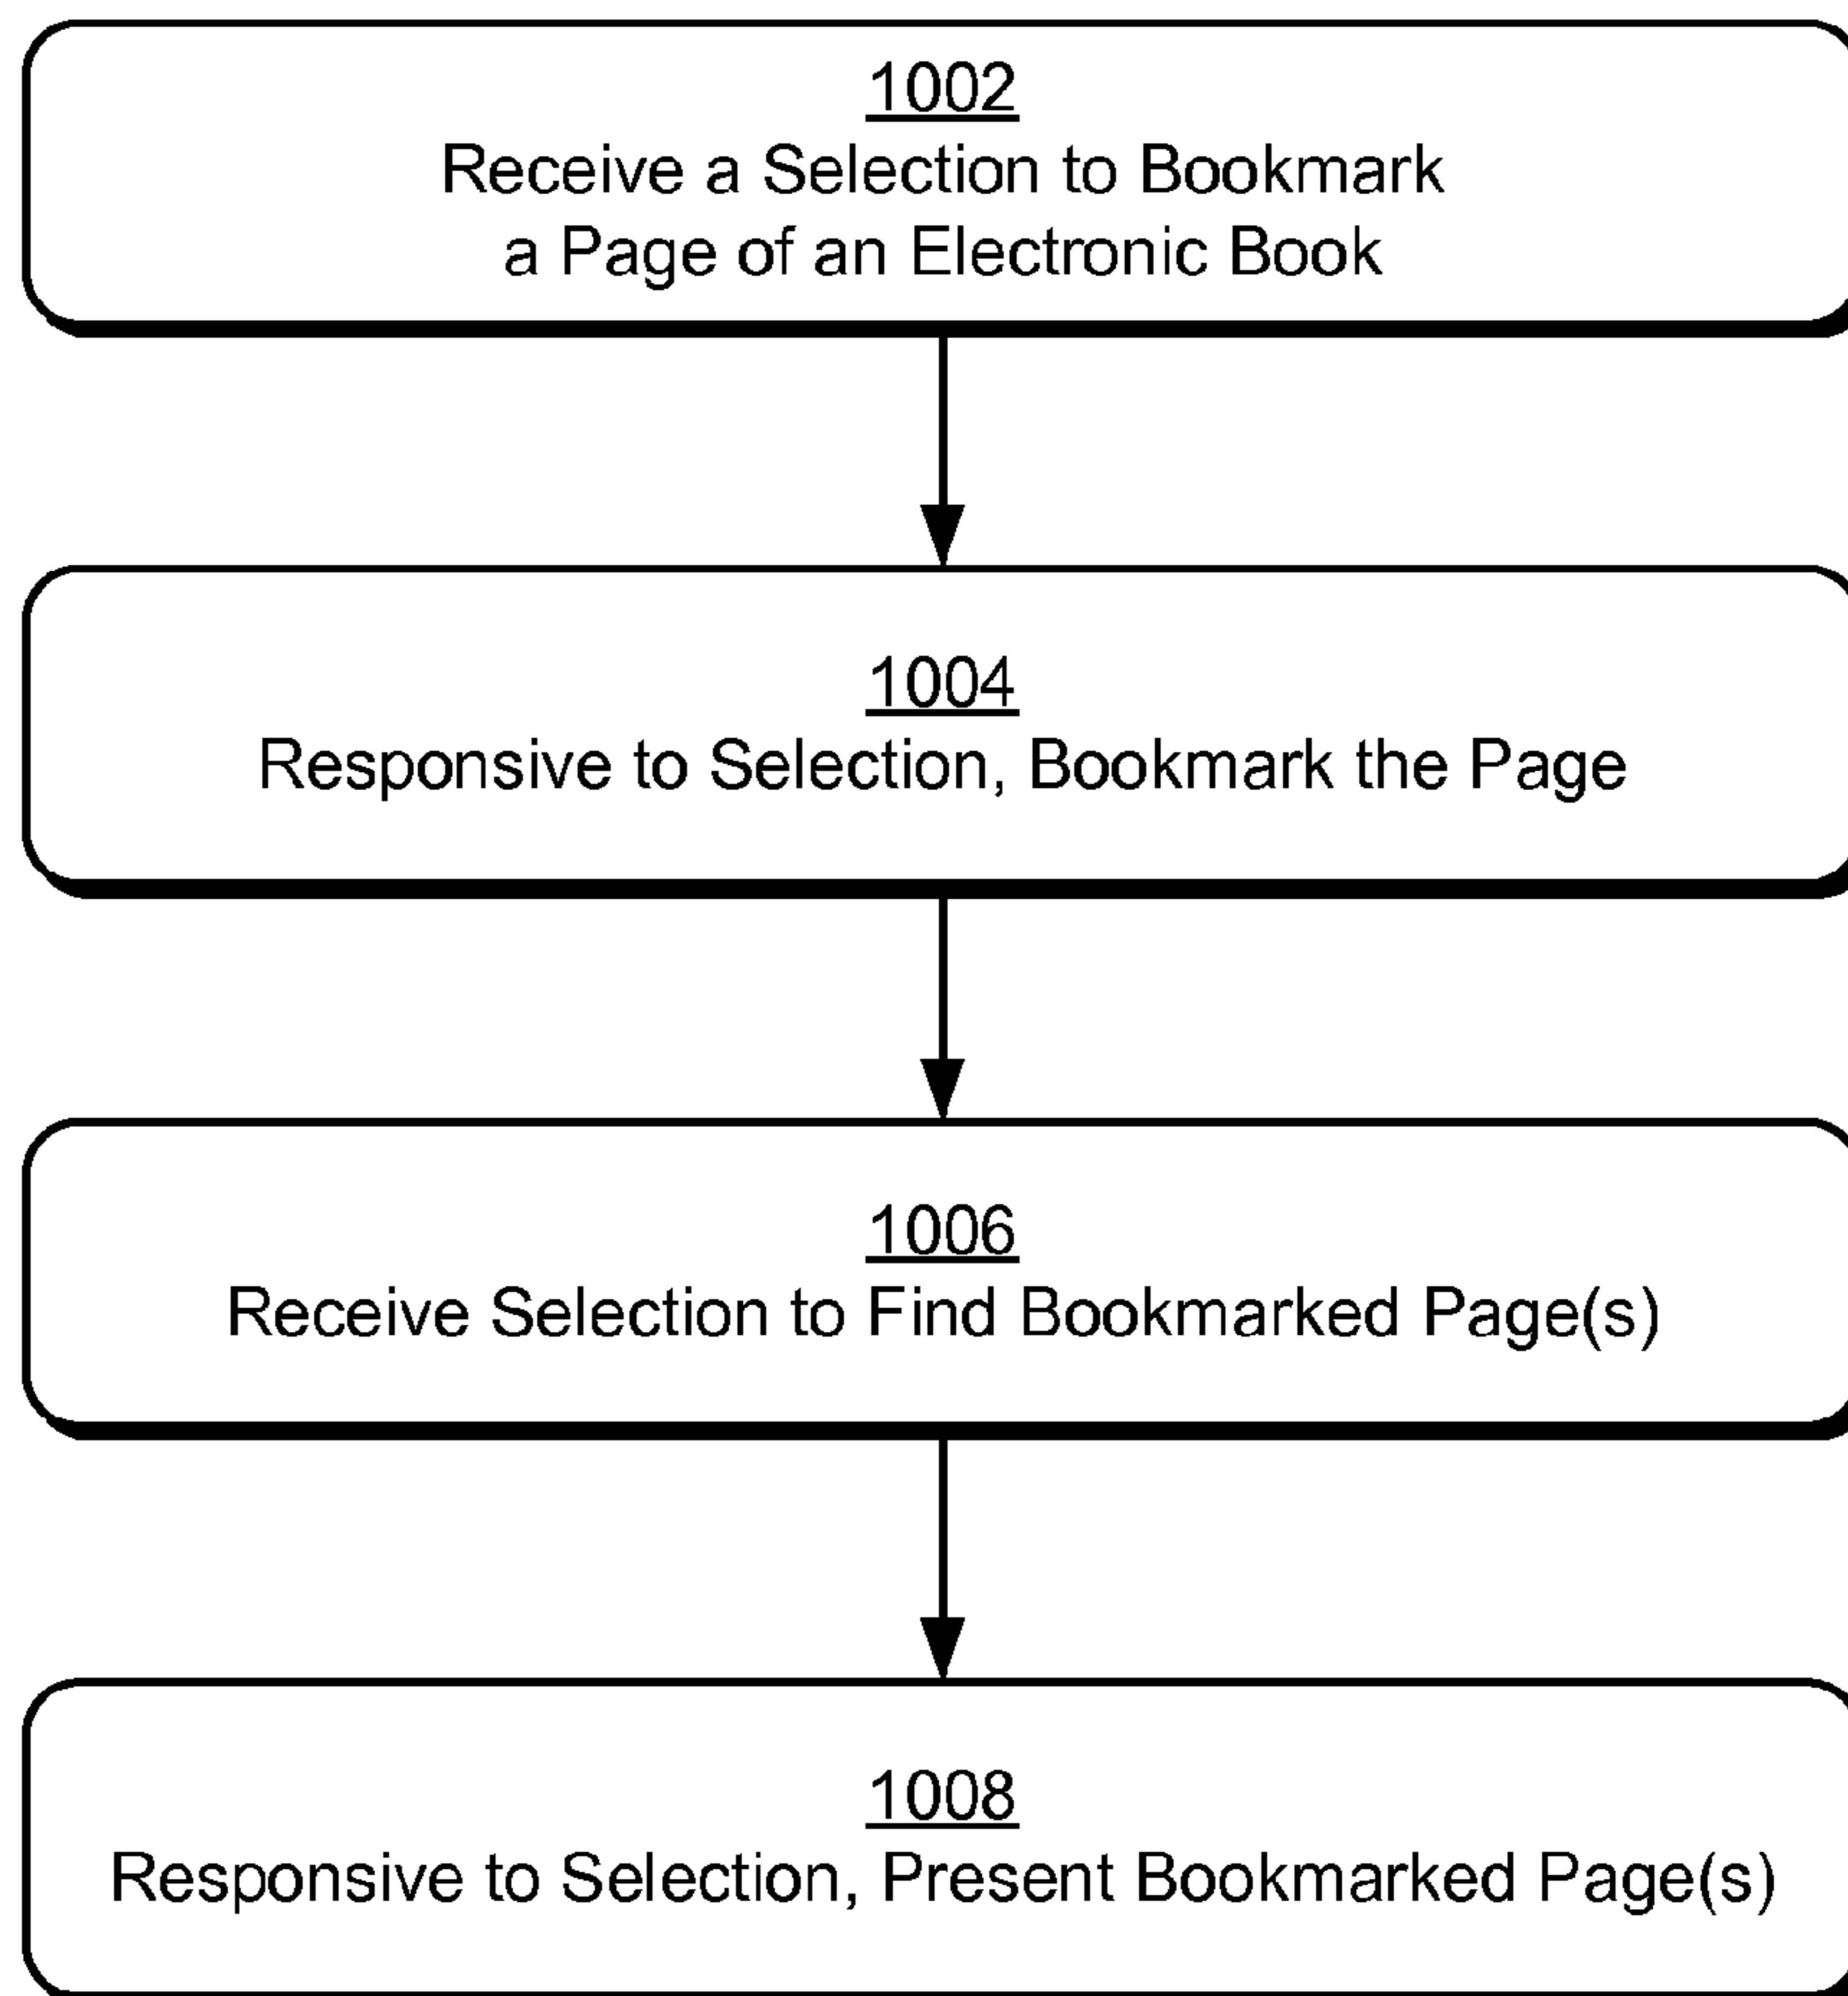 1002
Receive a Selection to Bookmark
a Page of an Electronic Book
1004
Responsive to Selection, Bookmark the Page
1006
Receive Selection to Find Bookmarked Page(s)
1008
Responsive to Selection, Present Bookmarked Page(s)